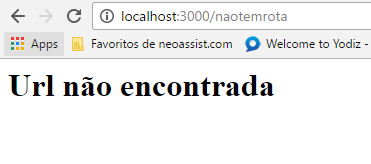 localhost:3000/naotemrota
Apps Favoritos de neoassist.com Welcome to Yodiz -
Url não encontrada